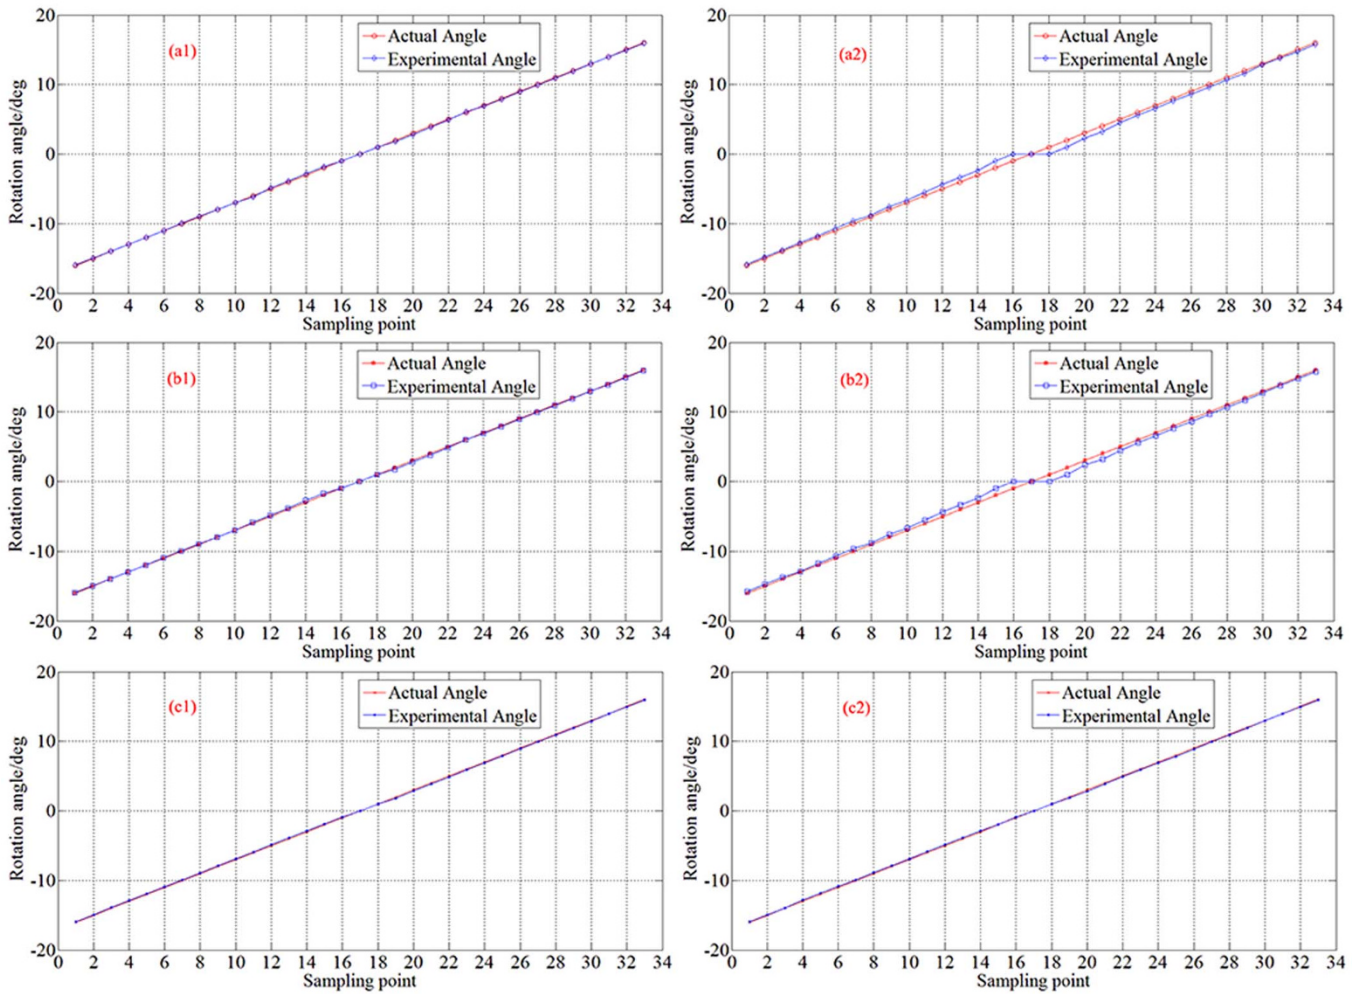 20
10
0
-10
-20
Rotation angle/deg
(a1)
Actual Angle
Experimental Angle
0 2 4 6 8 10 12 14 16 18 20 22 24 26 28 30 32 34
Sampling point
20
10
0
-10
-20
Rotation angle/deg
(a2)
Actual Angle
Experimental Angle
0 2 4 6 8 10 12 14 16 18 20 22 24 26 28 30 32 34
Sampling point
20
10
0
-10
-20
Rotation angle/deg
(b1)
Actual Angle
Experimental Angle
0 2 4 6 8 10 12 14 16 18 20 22 24 26 28 30 32 34
Sampling point
20
10
0
-10
-20
Rotation angle/deg
(b2)
Actual Angle
Experimental Angle
0 2 4 6 8 10 12 14 16 18 20 22 24 26 28 30 32 34
Sampling point
20
10
0
-10
-20
Rotation angle/deg
(c1)
Actual Angle
Experimental Angle
0 2 4 6 8 10 12 14 16 18 20 22 24 26 28 30 32 34
Sampling point
20
10
0
-10
-20
Rotation angle/deg
(c2)
Actual Angle
Experimental Angle
0 2 4 6 8 10 12 14 16 18 20 22 24 26 28 30 32 34
Sampling point